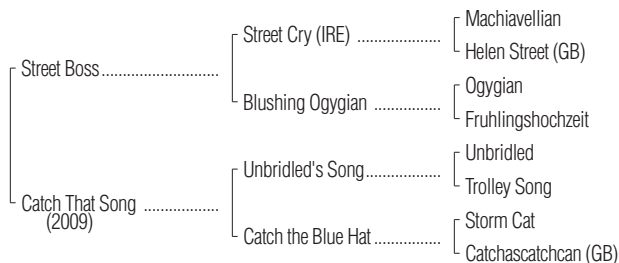 Machiavellian
Street Cry (IRE) ..................
Helen Street (GB)
Street Boss..........................
Ogygian
Blushing Ogygian ................
Fruhlingshochzeit
Unbridled
Unbridled's Song.................
Trolley Song
Catch That Song .................
(2009)
Storm Cat
Catch the Blue Hat ...............
Catchascatchcan (GB)